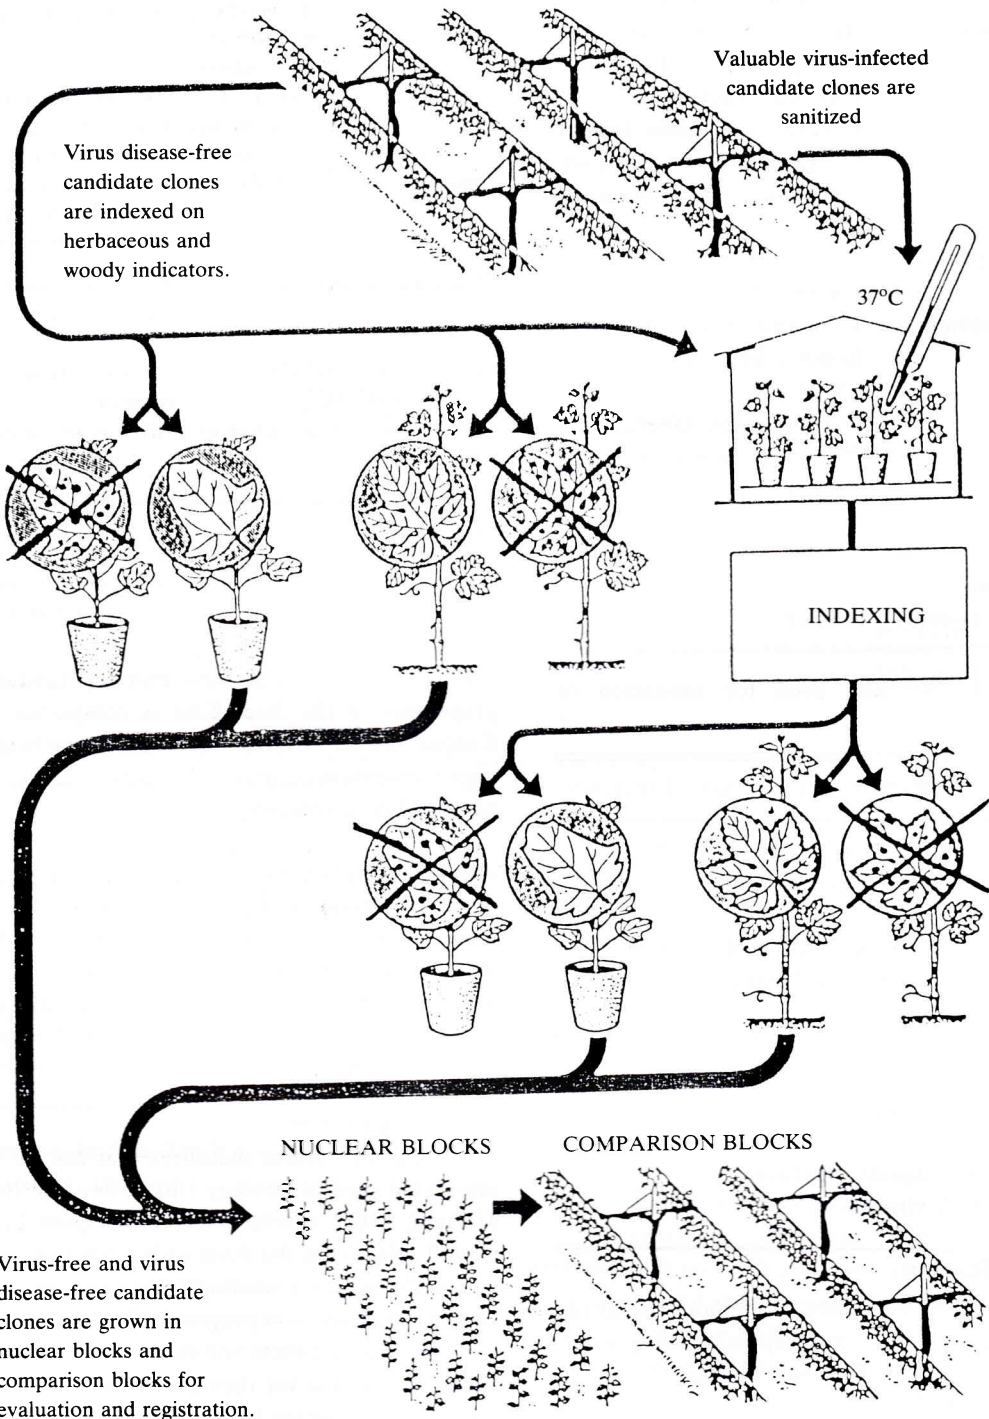 Valuable virus-infected
candidate clones are
sanitized
Virus disease-free
candidate clones
are indexed on
herbaceous and
woody indicators.
37°C
INDEXING
NUCLEAR BLOCKS
COMPARISON BLOCKS
Virus-free and virus
disease-free candidate
clones are grown in
nuclear blocks and
comparison blocks for
evaluation and registration.